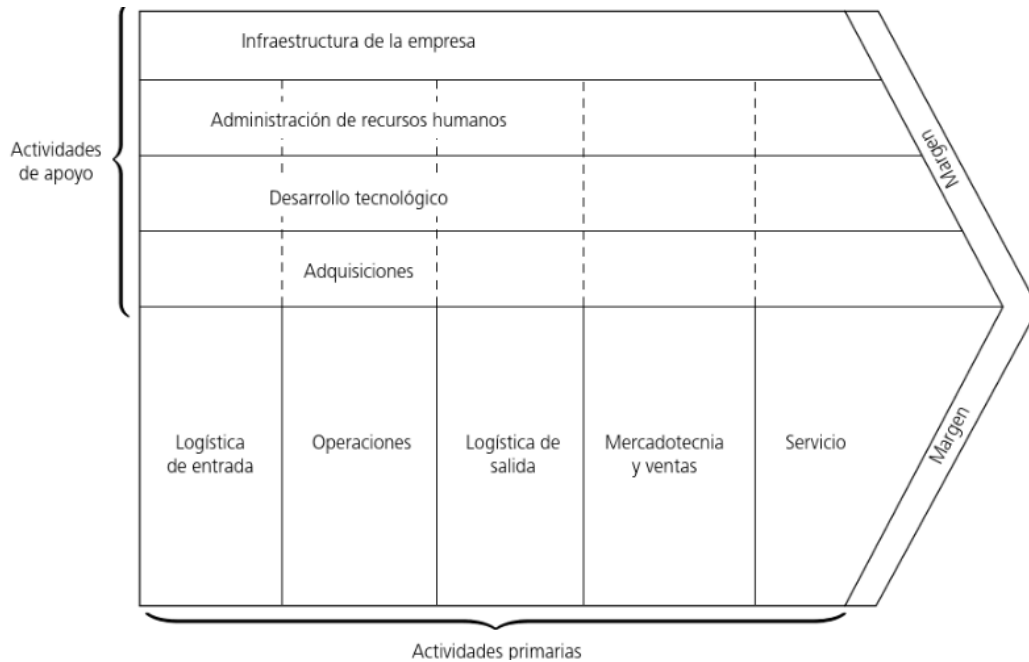 Infraestructura de la empresa
Administración de recursos humanos
Actividades
de apoyo
Desarrollo tecnológico
Adquisiciones
Margen
Logística
de entrada
Operaciones
Logística de
salida
Mercadotecnia
y ventas
Servicio
Margen
Actividades primarias